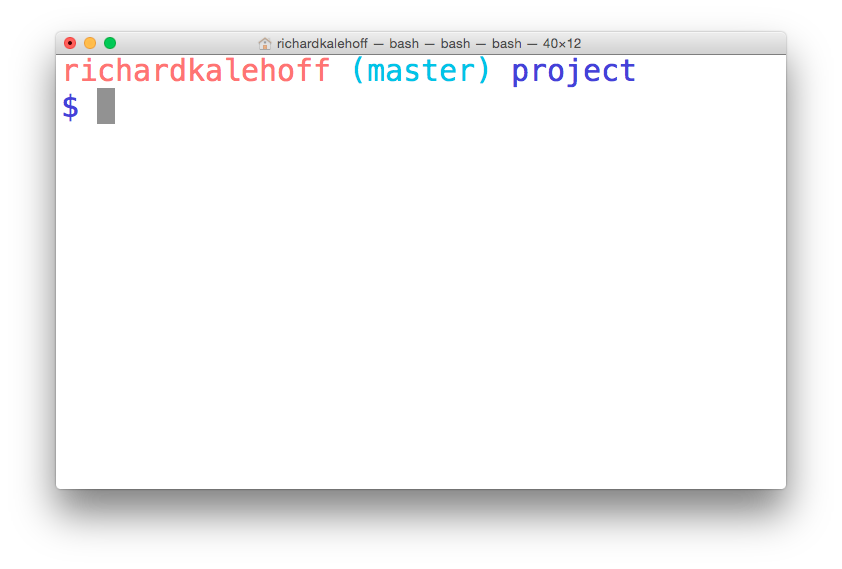 richardkalehoff — bash — bash — bash — 40×12
richardkalehoff (master) project
$